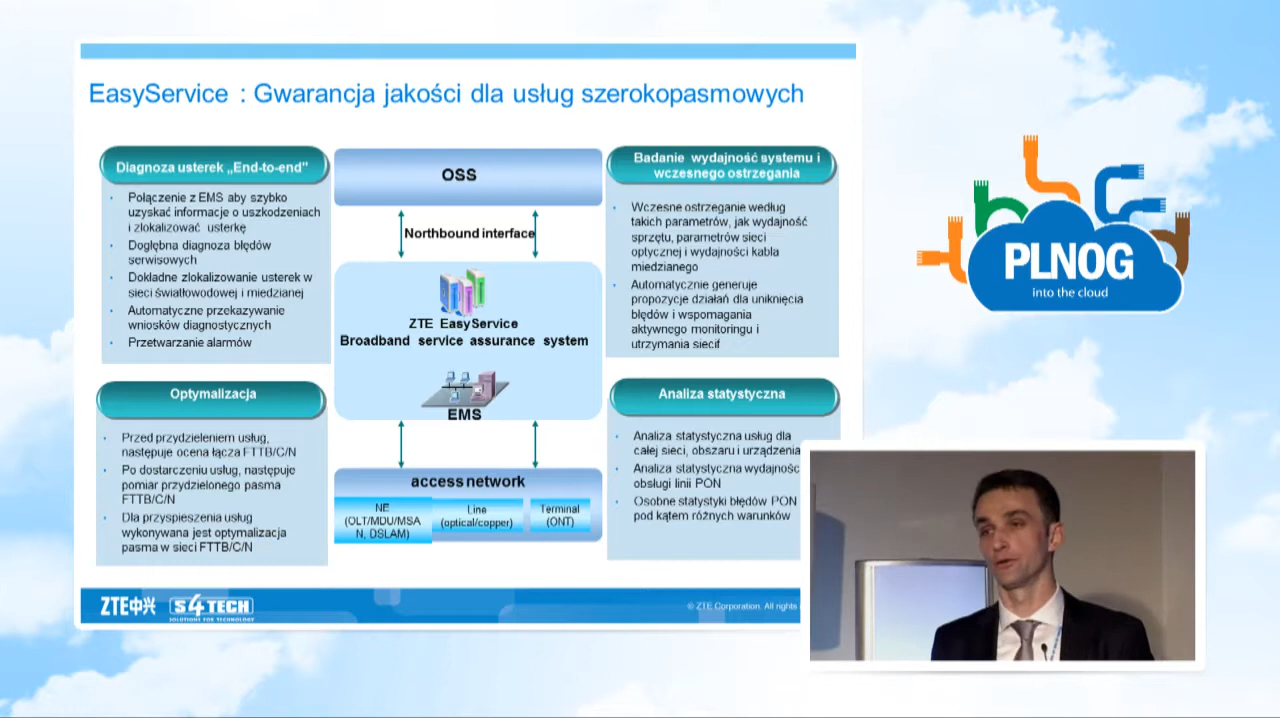 EasyService : Gwarancja jakości dla usług szerokopasmowych
Diagnoza usterek „End-to-end"
• Połączenie z EMS aby szybko
uzyskać informacje o uszkodzeniach
i zlokalizować usterkę
• Dogłębna diagnoza błędów
serwisowych
• Dokładne zlokalizowanie usterek w
sieci światłowodowej i miedzianej
• Automatyczne przekazywanie
wniosków diagnostycznych
• Przetwarzanie alarmów
Optymalizacja
• Przed przydzieleniem usług,
następuje ocena łącza FTTB/C/N
• Po dostarczeniu usług, następuje
pomiar przydzielonego pasma
FTTB/C/N
• Dla przyspieszenia usług
wykonywana jest optymalizacja
pasma w sieci FTTB/C/N
OSS
Northbound interface
ZTE EasyService
Broadband service assurance system
EMS
access network
NE
(OLT/MDU/MSA
N, DSLAM)
Line
(optical/copper)
Terminal
(ONT)
Badanie wydajność systemu i
wczesnego ostrzegania
• Wczesne ostrzeganie według
takich parametrów, jak wydajność
sprzętu, parametrów sieci
optycznej i wydajności kabla
miedzianego
• Automatycznie generuje
propozycje działań dla uniknięcia
błędów i wspomagania
aktywnego monitoringu i
utrzymania siecif
Analiza statystyczna
• Analiza statystyczna usług dla
całej sieci, obszaru i urządzenia
• Analiza statystyczna wydajnośc
obsługi linii PON
• Osobne statystyki błędów PON
pod kątem różnych warunków
ZTE中兴
S4TECH
SOLUTIONS FOR TECHNOLOGY
© ZTE Corporation. All rights
PLNOG
into the cloud